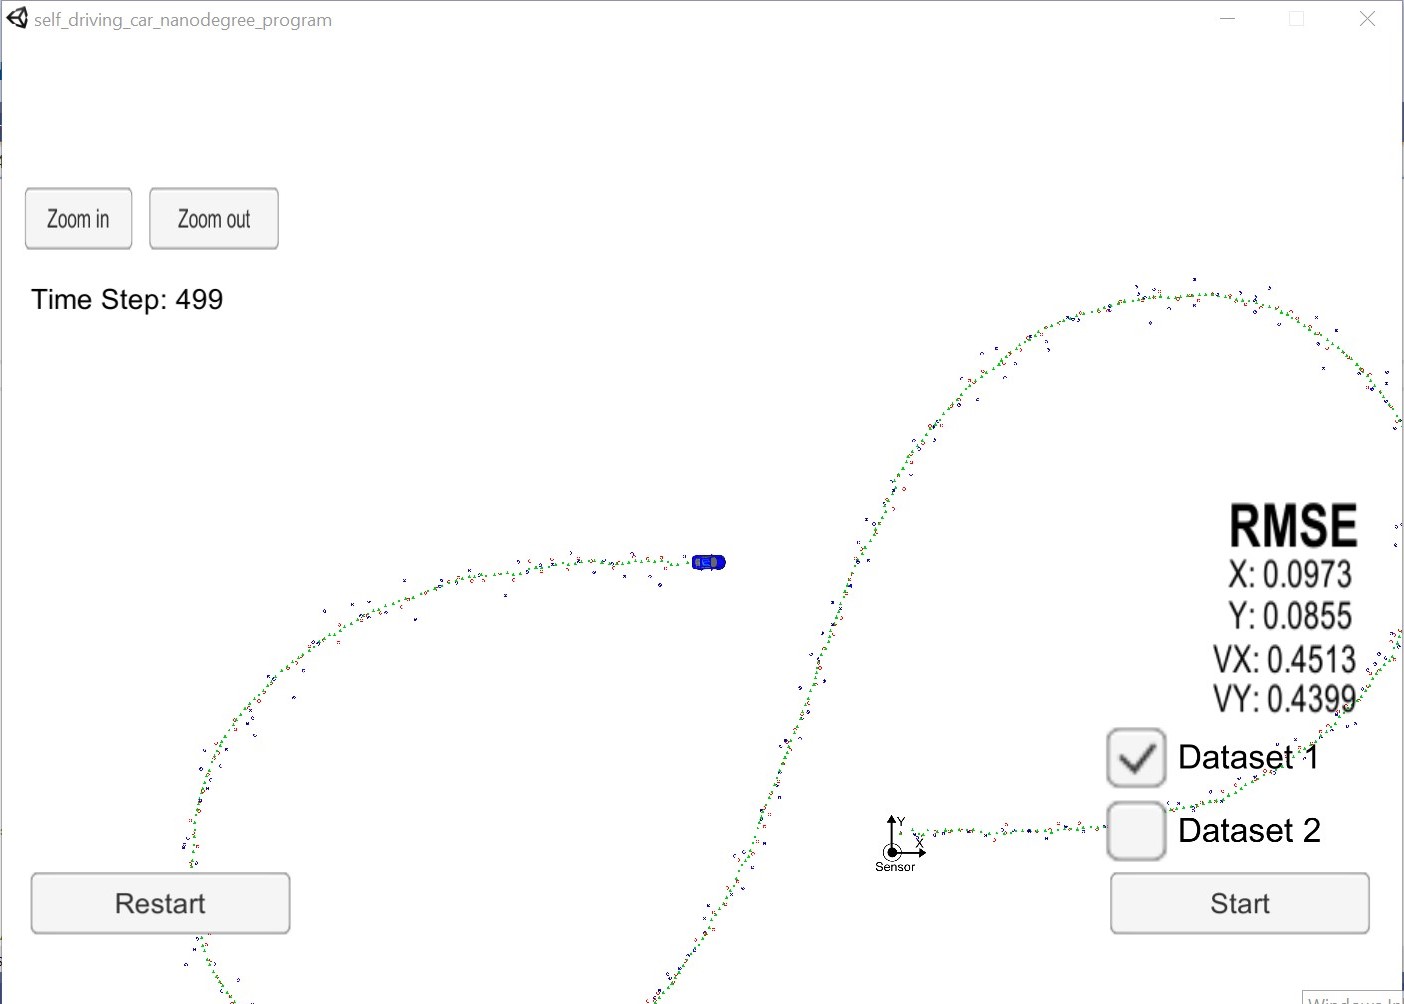 self_driving_car_nanodegree_program
Zoom in
Zoom out
Time Step: 499
RMSE
X: 0.0973
Y: 0.0855
VX: 0.4513
VY: 0.4399
Dataset 1
Dataset 2
Y
X
Sensor
Restart
Start